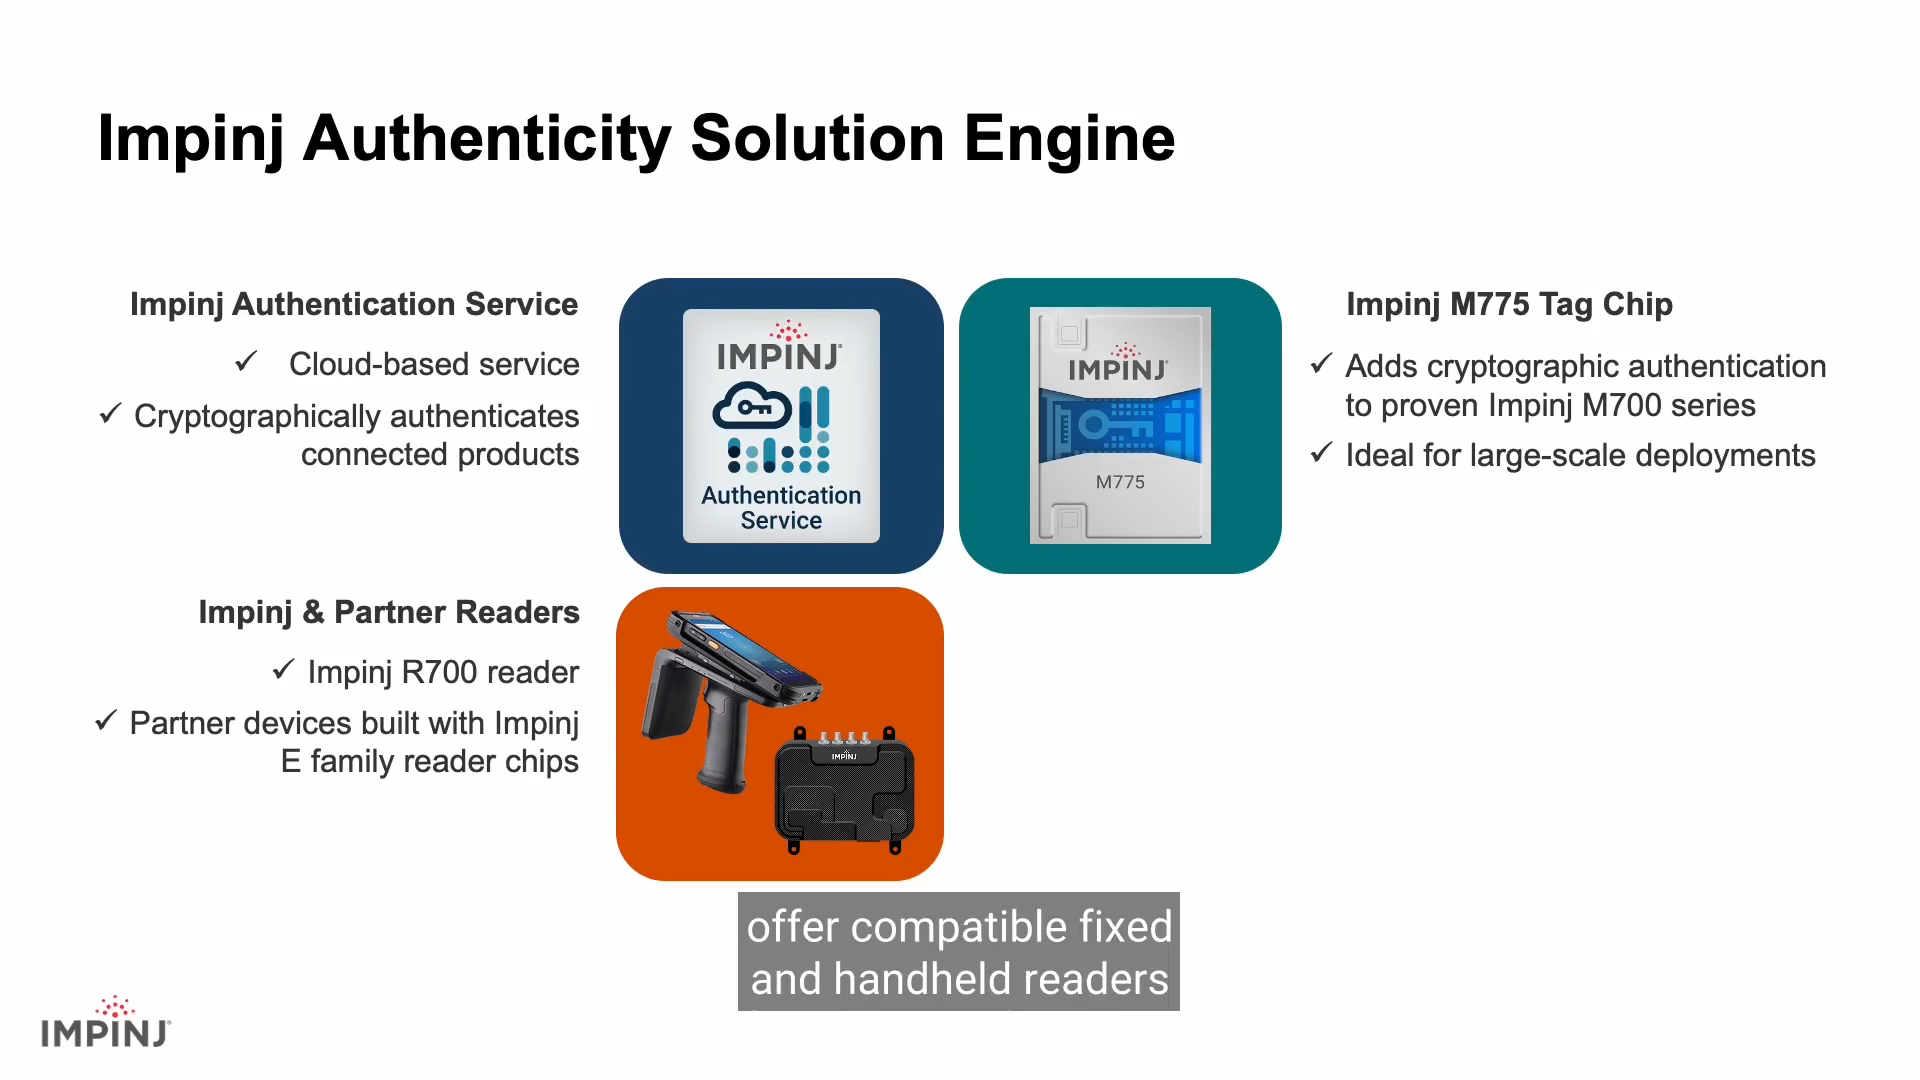 Impinj Authenticity Solution Engine
Impinj Authentication Service
✓ Cloud-based service
✓ Cryptographically authenticates
connected products
IMPINJ
Authentication
Service
IMPINJ
M775
Impinj M775 Tag Chip
✓ Adds cryptographic authentication
to proven Impinj M700 series
✓ Ideal for large-scale deployments
Impinj & Partner Readers
✓ Impinj R700 reader
✓ Partner devices built with Impinj
E family reader chips
IMPINJ
offer compatible fixed
and handheld readers
IMPINJ